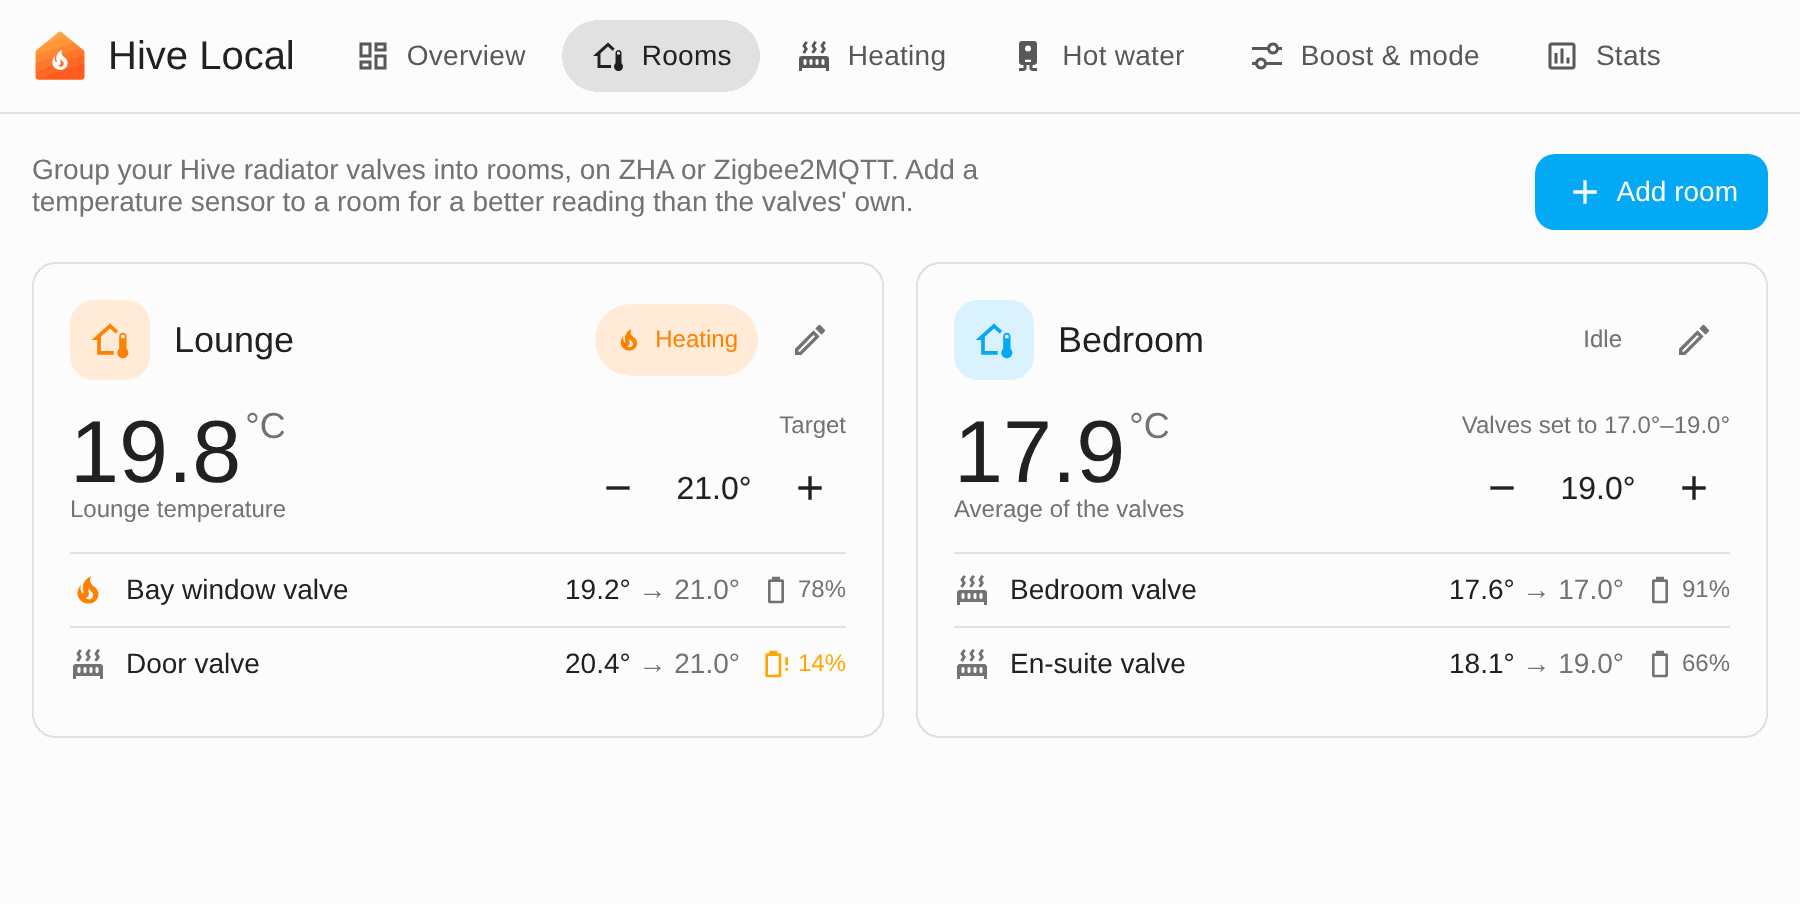 Hive Local
Overview
Rooms
Heating
Hot water
Boost & mode
Stats
Group your Hive radiator valves into rooms, on ZHA or Zigbee2MQTT. Add a
temperature sensor to a room for a better reading than the valves' own.
Add room
Lounge
Heating
19.8 °C
Target
21.0°
Lounge temperature
Bay window valve 19.2° → 21.0° 78%
Door valve 20.4° → 21.0° 14%
Bedroom
Idle
17.9 °C
Valves set to 17.0°–19.0°
19.0°
Average of the valves
Bedroom valve 17.6° → 17.0° 91%
En-suite valve 18.1° → 19.0° 66%